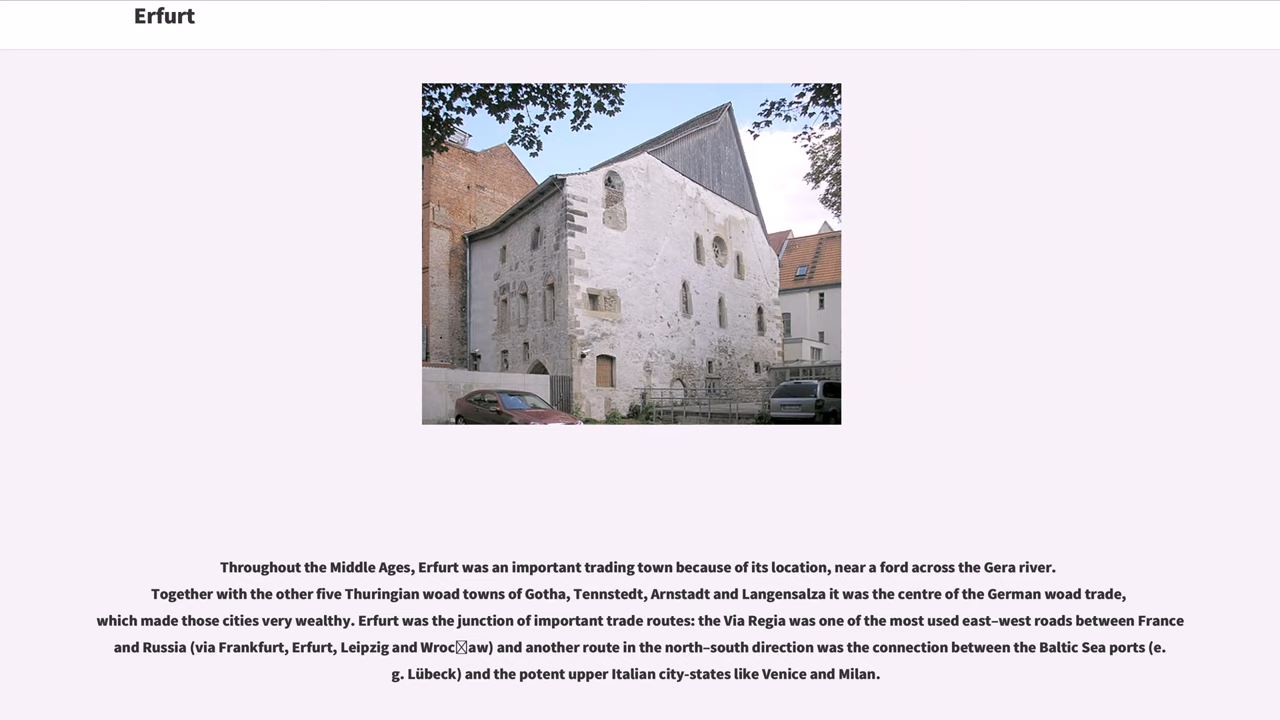 Erfurt
Throughout the Middle Ages, Erfurt was an important trading town because of its location, near a ford across the Gera river.
Together with the other five Thuringian woad towns of Gotha, Tennstedt, Arnstadt and Langensalza it was the centre of the German woad trade,
which made those cities very wealthy. Erfurt was the junction of important trade routes: the Via Regia was one of the most used east–west roads between France
and Russia (via Frankfurt, Erfurt, Leipzig and Wroc☒aw) and another route in the north–south direction was the connection between the Baltic Sea ports (e.
g. Lübeck) and the potent upper Italian city-states like Venice and Milan.